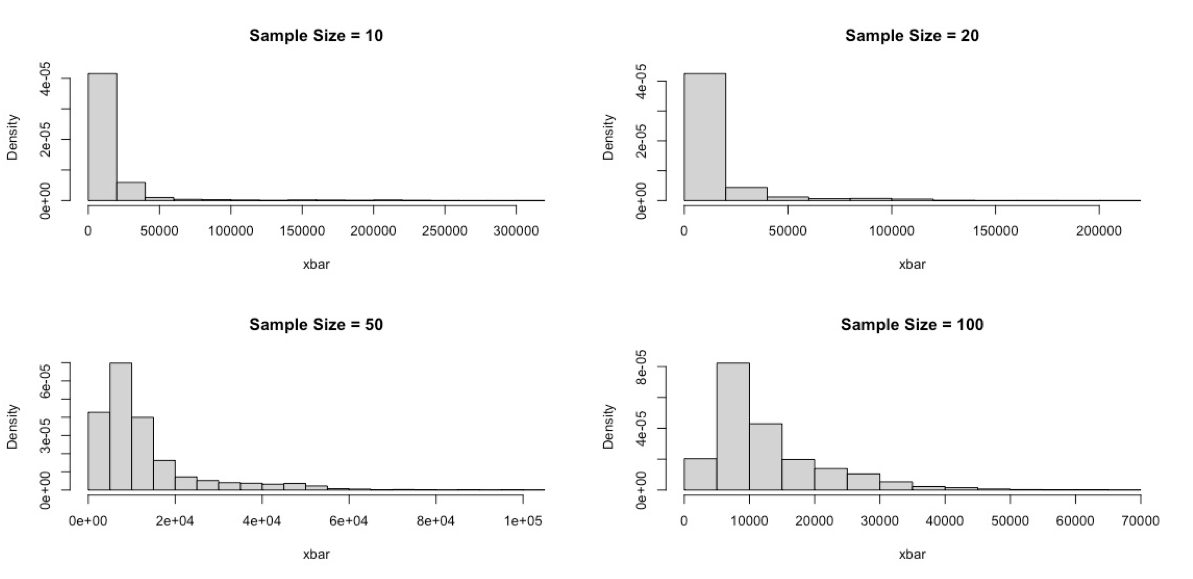 Sample Size = 10
Density
0e+00 2e-05 4e-05
0 50000 100000 150000 200000 250000 300000
xbar
Sample Size = 20
Density
0e+00 2e-05 4e-05
0 50000 100000 150000 200000
xbar
Sample Size = 50
Density
0e+00 3e-05 6e-05
0e+00 2e+04 4e+04 6e+04 8e+04 1e+05
xbar
Sample Size = 100
Density
0e+00 4e-05 8e-05
0 10000 20000 30000 40000 50000 60000 70000
xbar